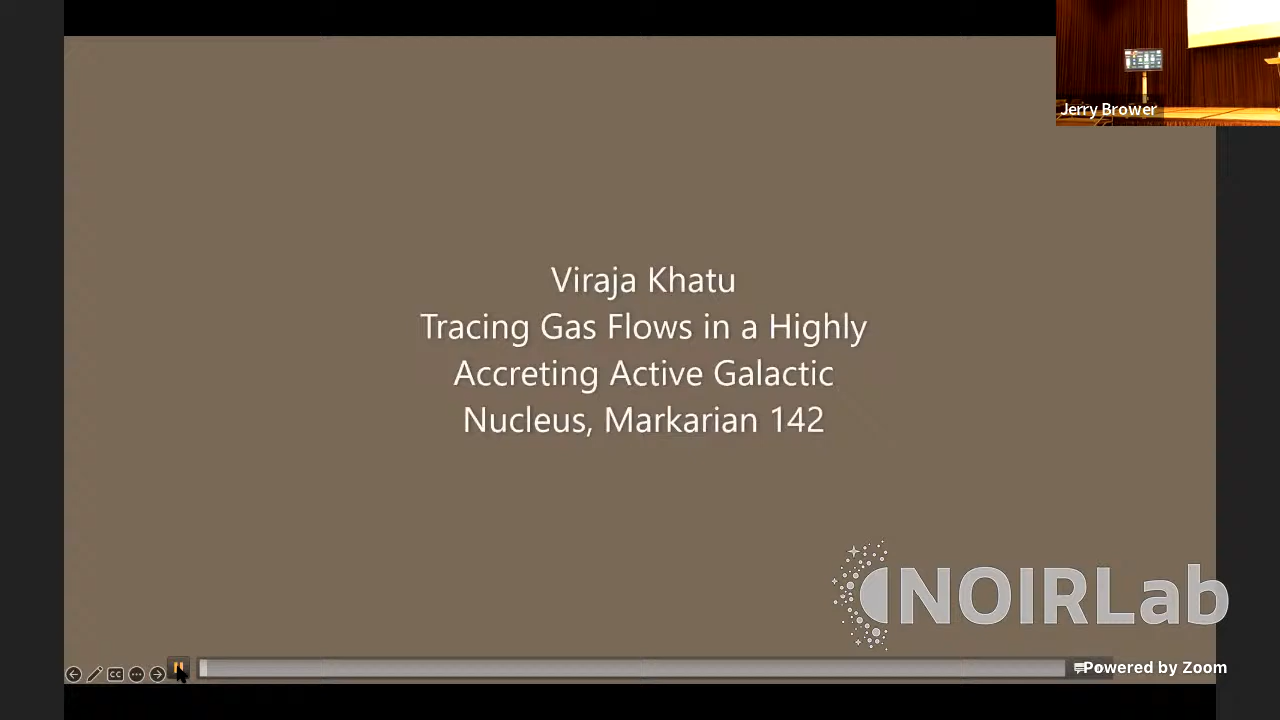 Jerry Brower
Viraja Khatu
Tracing Gas Flows in a Highly
Accreting Active Galactic
Nucleus, Markarian 142
NOIRLab
CC
Powered by Zoom